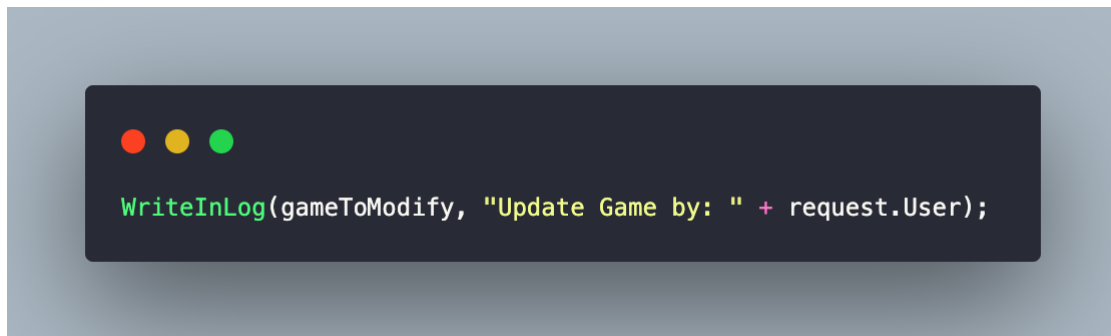 WriteInLog(gameToModify, "Update Game by: " + request.User);